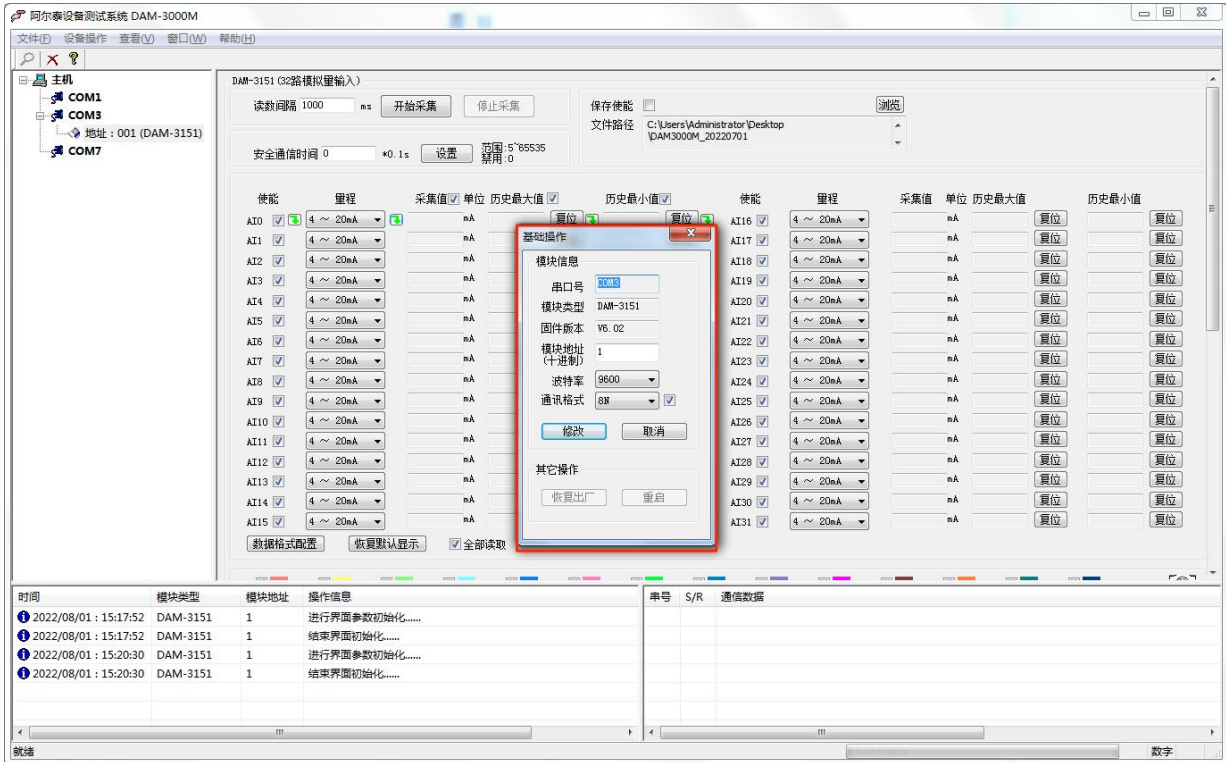 阿尔泰设备测试系统 DAM-3000M
文件(F) 设备操作 查看(V) 窗口(W) 帮助(H)
主机
COM1
COM3
地址：001 (DAM-3151)
COM7
DAM-3151(32路模拟量输入)
读数间隔 1000 ms 开始采集 停止采集
保存使能 浏览
文件路径 C:\Users\Administrator\Desktop
\DAM3000M_20220701
安全通信时间 0 *0.1s 设置 范围:5~65535
禁用:0
使能 量程 采集值 单位 历史最大值 历史最小值 使能 量程 采集值 单位 历史最大值 历史最小值
AI0 4 ～ 20mA mA 复位 复位 AI16 4 ～ 20mA mA 复位 复位
AI1 4 ～ 20mA mA AI17 4 ～ 20mA mA 复位 复位
AI2 4 ～ 20mA mA AI18 4 ～ 20mA mA 复位 复位
AI3 4 ～ 20mA mA AI19 4 ～ 20mA mA 复位 复位
AI4 4 ～ 20mA mA AI20 4 ～ 20mA mA 复位 复位
AI5 4 ～ 20mA mA AI21 4 ～ 20mA mA 复位 复位
AI6 4 ～ 20mA mA AI22 4 ～ 20mA mA 复位 复位
AI7 4 ～ 20mA mA AI23 4 ～ 20mA mA 复位 复位
AI8 4 ～ 20mA mA AI24 4 ～ 20mA mA 复位 复位
AI9 4 ～ 20mA mA AI25 4 ～ 20mA mA 复位 复位
AI10 4 ～ 20mA mA AI26 4 ～ 20mA mA 复位 复位
AI11 4 ～ 20mA mA AI27 4 ～ 20mA mA 复位 复位
AI12 4 ～ 20mA mA AI28 4 ～ 20mA mA 复位 复位
AI13 4 ～ 20mA mA AI29 4 ～ 20mA mA 复位 复位
AI14 4 ～ 20mA mA AI30 4 ～ 20mA mA 复位 复位
AI15 4 ～ 20mA mA AI31 4 ～ 20mA mA 复位 复位
数据格式配置 恢复默认显示 全部读取
基础操作
模块信息
串口号 COM3
模块类型 DAM-3151
固件版本 V6.02
模块地址 1
(十进制)
波特率 9600
通讯格式 8N
修改 取消
其它操作
恢复出厂 重启
时间 模块类型 模块地址 操作信息
2022/08/01 : 15:17:52 DAM-3151 1 进行界面参数初始化......
2022/08/01 : 15:17:52 DAM-3151 1 结束界面初始化......
2022/08/01 : 15:20:30 DAM-3151 1 进行界面参数初始化......
2022/08/01 : 15:20:30 DAM-3151 1 结束界面初始化......
串号 S/R 通信数据
就绪 数字